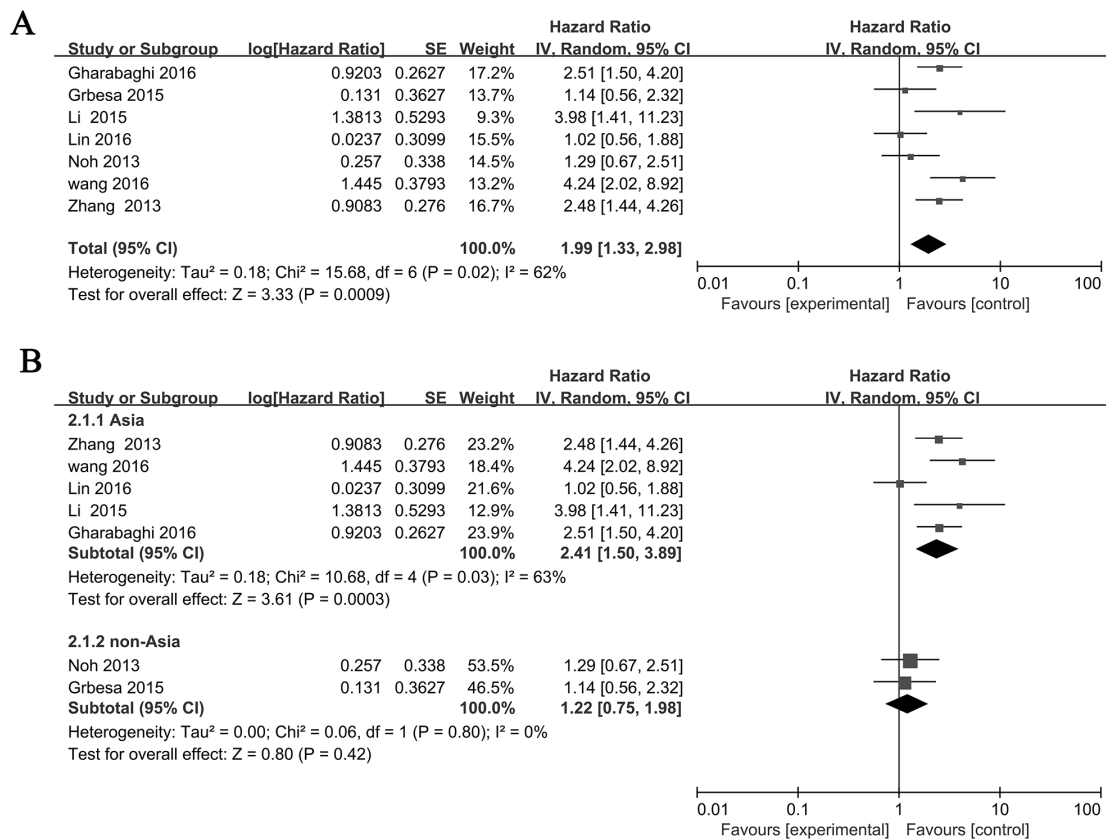 A
Hazard Ratio Hazard Ratio
Study or Subgroup log[Hazard Ratio] SE Weight IV, Random, 95% CI IV, Random, 95% CI
Gharabaghi 2016 0.9203 0.2627 17.2% 2.51 [1.50, 4.20]
Grbesa 2015 0.131 0.3627 13.7% 1.14 [0.56, 2.32]
Li 2015 1.3813 0.5293 9.3% 3.98 [1.41, 11.23]
Lin 2016 0.0237 0.3099 15.5% 1.02 [0.56, 1.88]
Noh 2013 0.257 0.338 14.5% 1.29 [0.67, 2.51]
wang 2016 1.445 0.3793 13.2% 4.24 [2.02, 8.92]
Zhang 2013 0.9083 0.276 16.7% 2.48 [1.44, 4.26]
Total (95% CI) 100.0% 1.99 [1.33, 2.98]
Heterogeneity: Tau² = 0.18; Chi² = 15.68, df = 6 (P = 0.02); I² = 62%
Test for overall effect: Z = 3.33 (P = 0.0009)
0.01 0.1 1 10 100
Favours [experimental] Favours [control]
B
Hazard Ratio Hazard Ratio
Study or Subgroup log[Hazard Ratio] SE Weight IV, Random, 95% CI IV, Random, 95% CI
2.1.1 Asia
Zhang 2013 0.9083 0.276 23.2% 2.48 [1.44, 4.26]
wang 2016 1.445 0.3793 18.4% 4.24 [2.02, 8.92]
Lin 2016 0.0237 0.3099 21.6% 1.02 [0.56, 1.88]
Li 2015 1.3813 0.5293 12.9% 3.98 [1.41, 11.23]
Gharabaghi 2016 0.9203 0.2627 23.9% 2.51 [1.50, 4.20]
Subtotal (95% CI) 100.0% 2.41 [1.50, 3.89]
Heterogeneity: Tau² = 0.18; Chi² = 10.68, df = 4 (P = 0.03); I² = 63%
Test for overall effect: Z = 3.61 (P = 0.0003)
2.1.2 non-Asia
Noh 2013 0.257 0.338 53.5% 1.29 [0.67, 2.51]
Grbesa 2015 0.131 0.3627 46.5% 1.14 [0.56, 2.32]
Subtotal (95% CI) 100.0% 1.22 [0.75, 1.98]
Heterogeneity: Tau² = 0.00; Chi² = 0.06, df = 1 (P = 0.80); I² = 0%
Test for overall effect: Z = 0.80 (P = 0.42)
0.01 0.1 1 10 100
Favours [experimental] Favours [control]